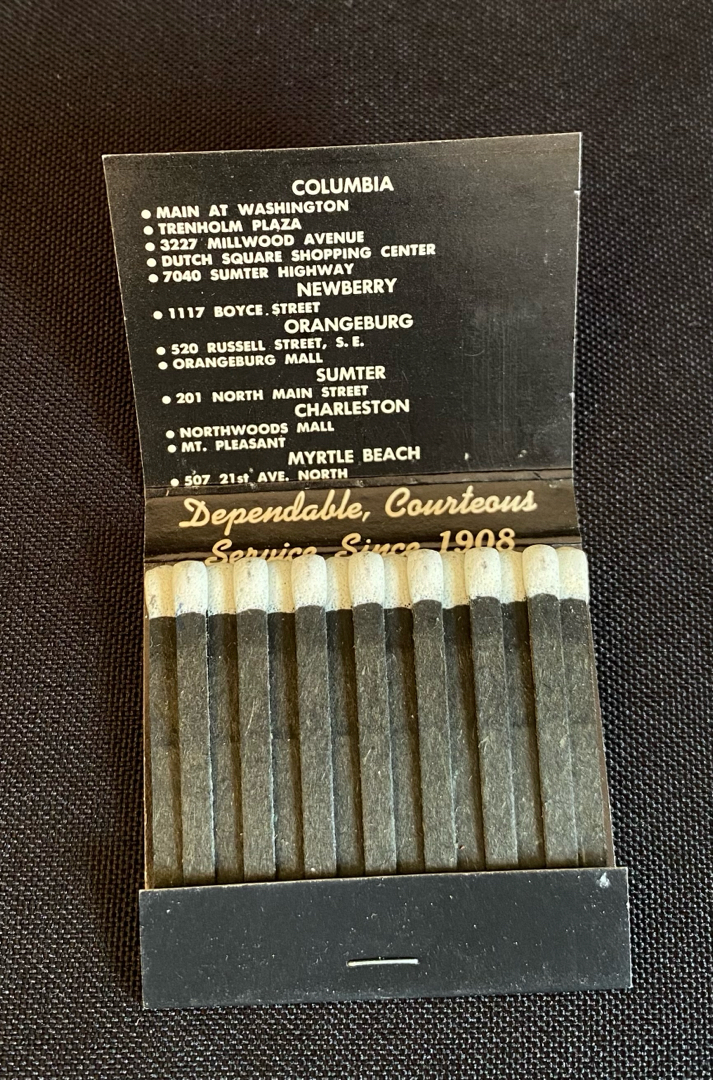 COLUMBIA
● MAIN AT WASHINGTON
● TRENHOLM PLAZA
● 3227 MILLWOOD AVENUE
● DUTCH SQUARE SHOPPING CENTER
● 7040 SUMTER HIGHWAY
NEWBERRY
● 1117 BOYCE STREET
ORANGEBURG
● 520 RUSSELL STREET, S.E.
● ORANGEBURG MALL
SUMTER
● 201 NORTH MAIN STREET
CHARLESTON
● NORTHWOODS MALL
● MT. PLEASANT
MYRTLE BEACH
● 507 21st AVE. NORTH
Dependable, Courteous
Service Since 1908